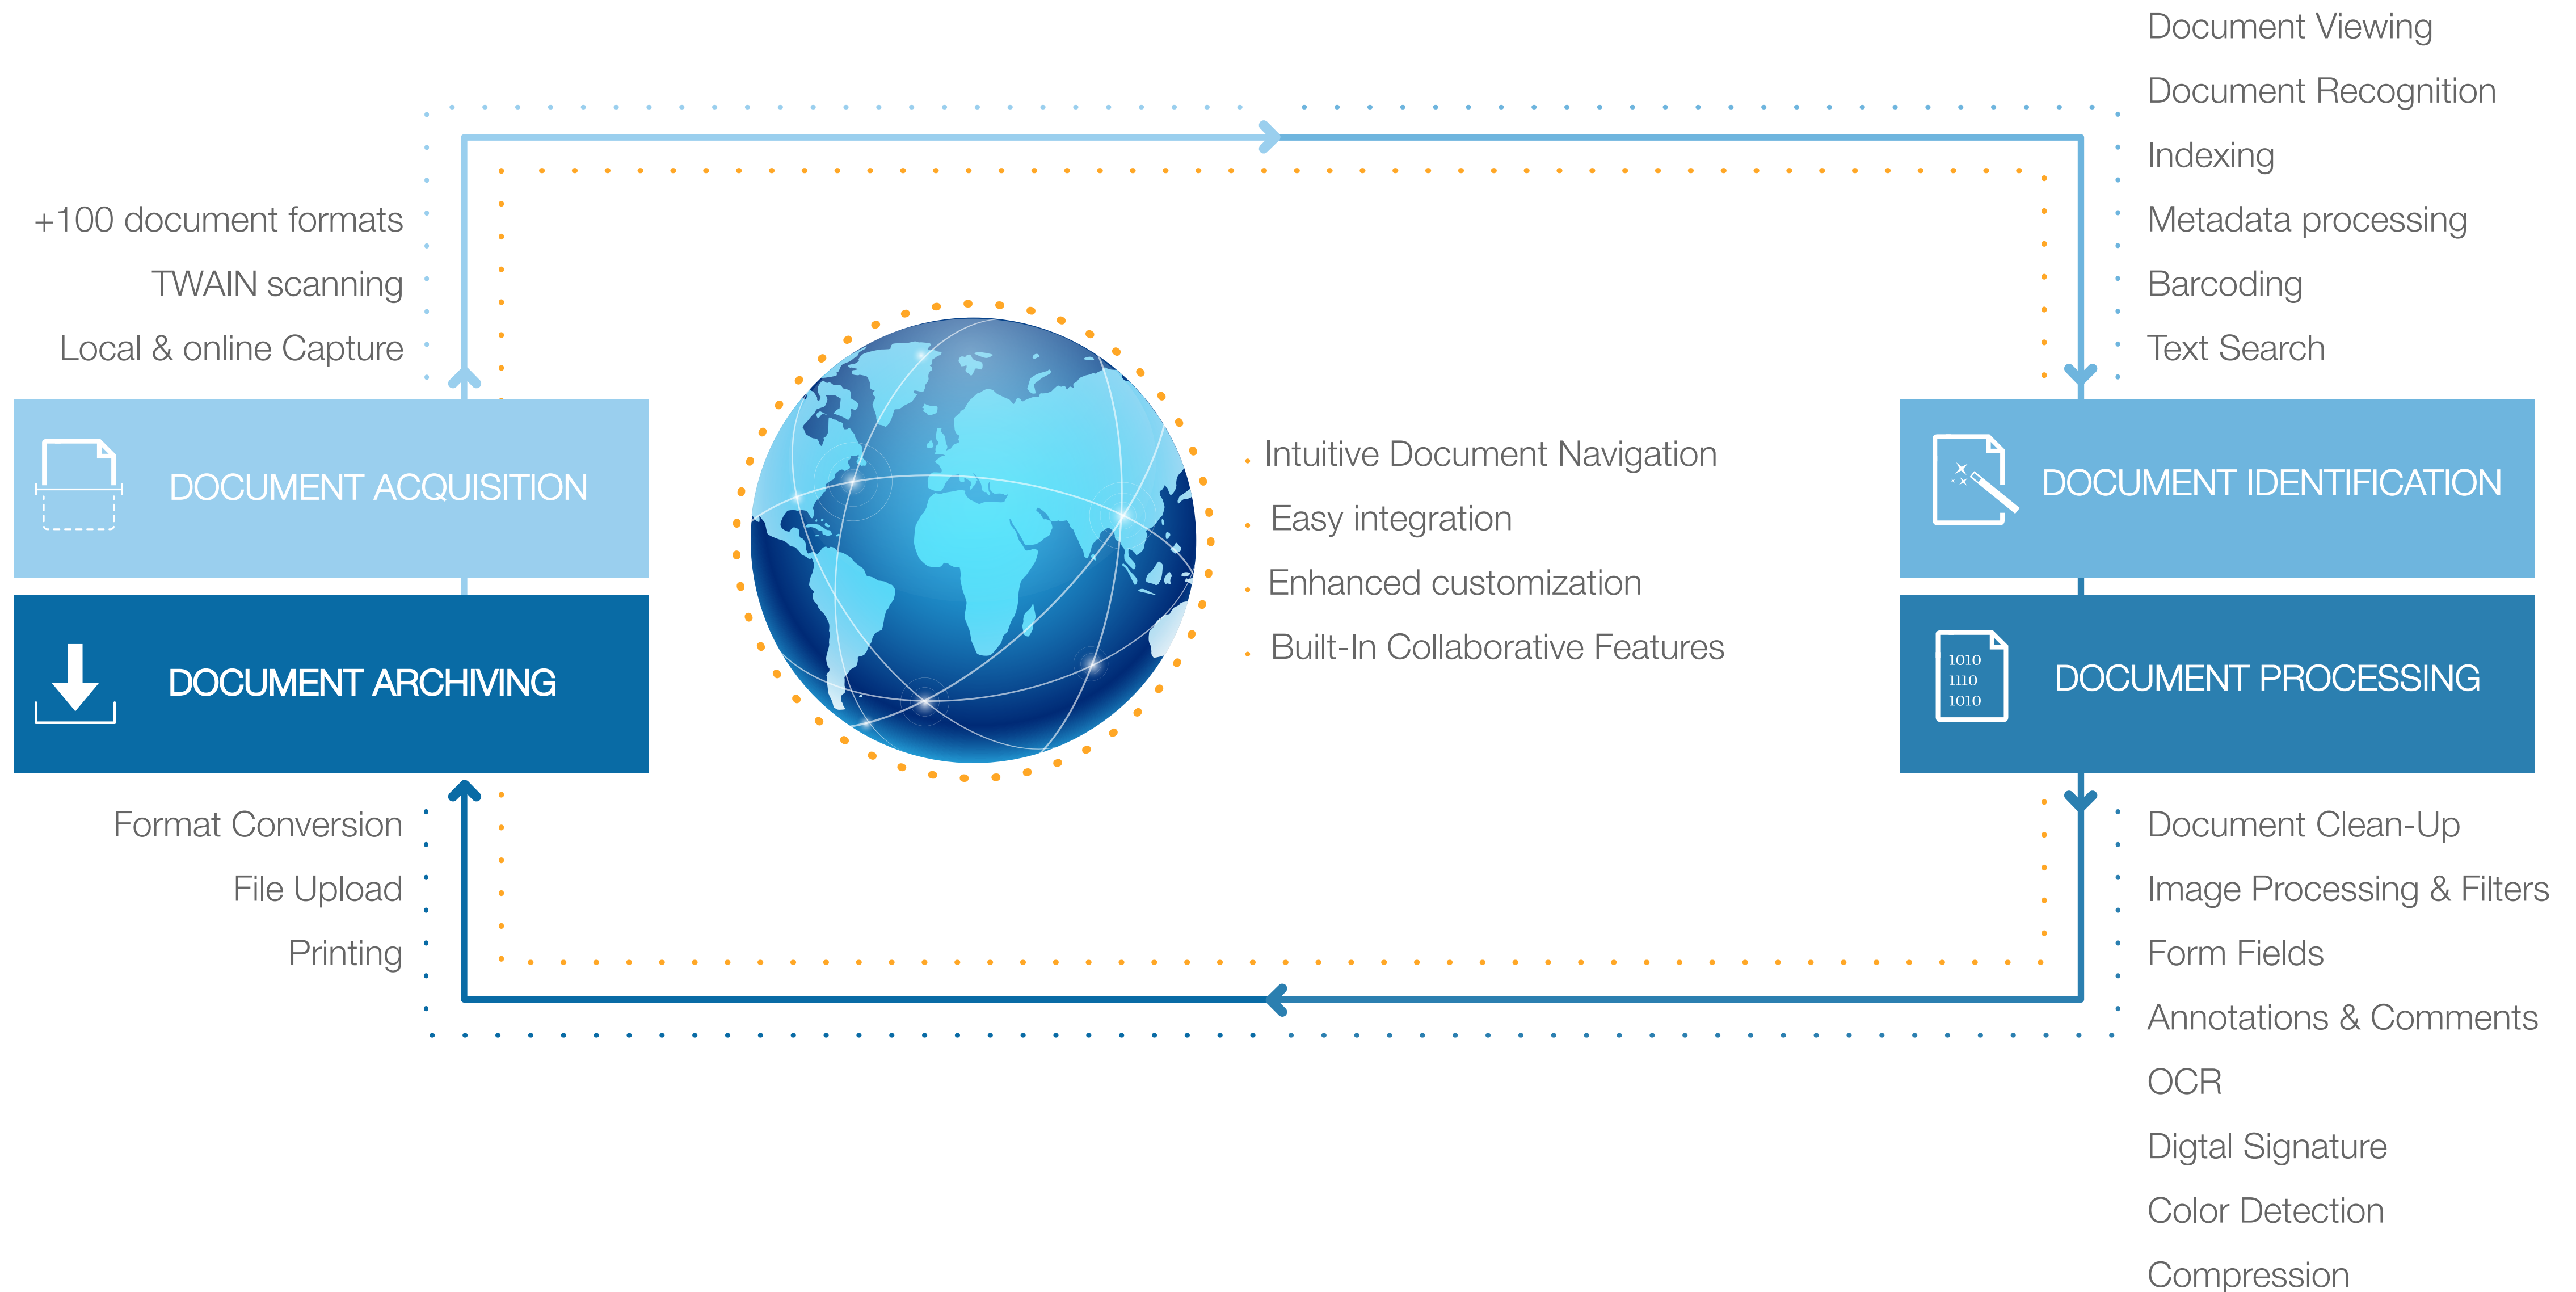 +100 document formats
TWAIN scanning
Local & online Capture
DOCUMENT ACQUISITION
DOCUMENT ARCHIVING
Format Conversion
File Upload
Printing
Intuitive Document Navigation
Easy integration
Enhanced customization
Built-In Collaborative Features
Document Viewing
Document Recognition
Indexing
Metadata processing
Barcoding
Text Search
DOCUMENT IDENTIFICATION
1010
1110
1010
DOCUMENT PROCESSING
Document Clean-Up
Image Processing & Filters
Form Fields
Annotations & Comments
OCR
Digtal Signature
Color Detection
Compression